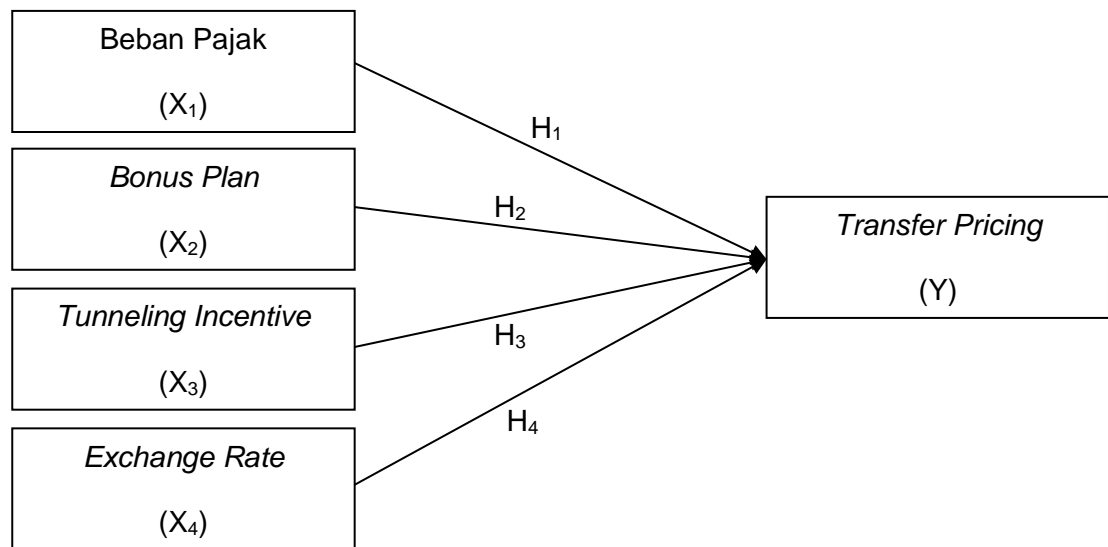 Beban Pajak
(X₁)
H₁
Bonus Plan
(X₂)
H₂
Transfer Pricing
(Y)
Tunneling Incentive
(X₃)
H₃
H₄
Exchange Rate
(X₄)